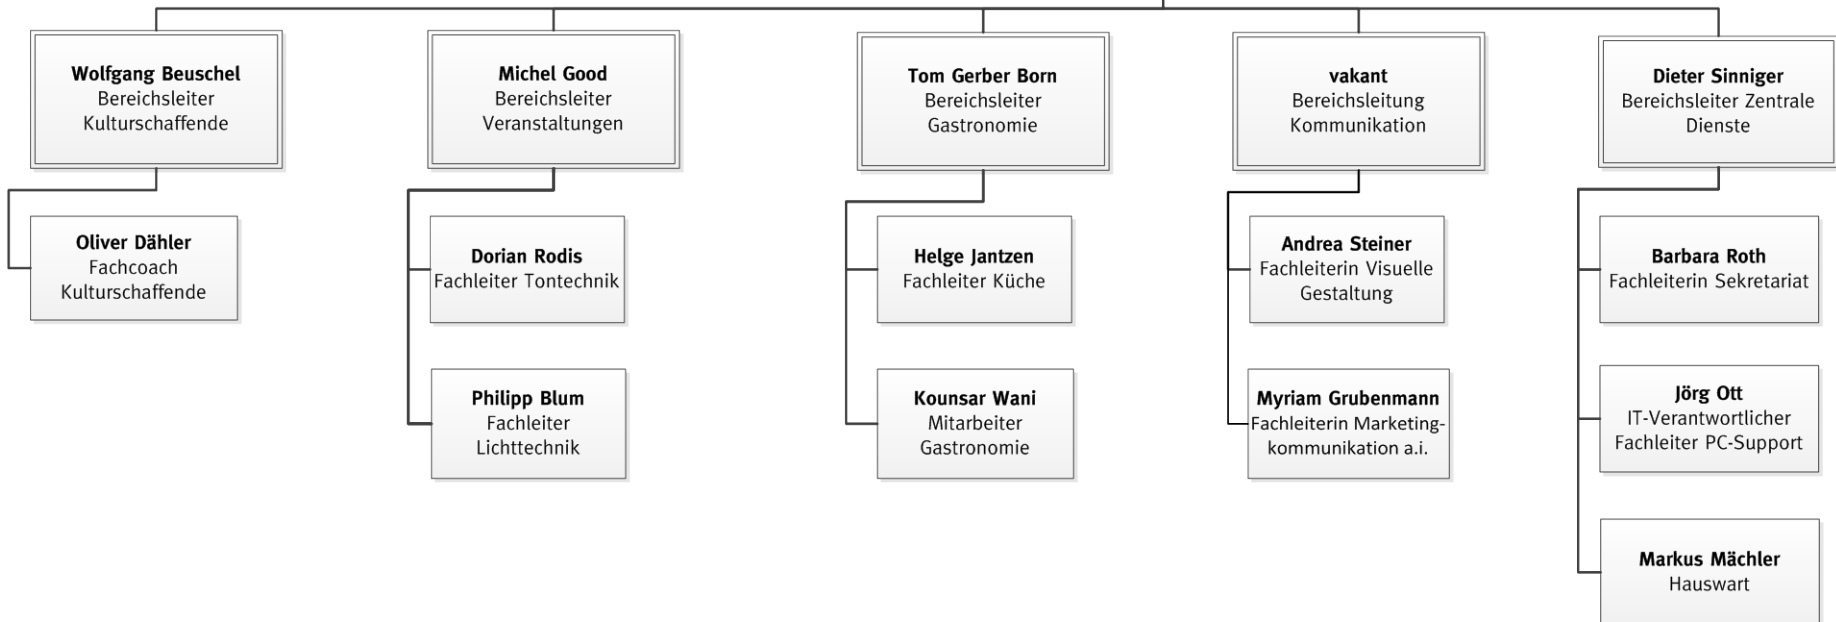 Wolfgang Beuschel
Bereichsleiter
Kulturschaffende
Michel Good
Bereichsleiter
Veranstaltungen
Tom Gerber Born
Bereichsleiter
Gastronomie
vakant
Bereichsleitung
Kommunikation
Dieter Sinniger
Bereichsleiter Zentrale
Dienste
Oliver Dähler
Fachcoach
Kulturschaffende
Dorian Rodis
Fachleiter Tontechnik
Helge Jantzen
Fachleiter Küche
Andrea Steiner
Fachleiterin Visuelle
Gestaltung
Barbara Roth
Fachleiterin Sekretariat
Philipp Blum
Fachleiter
Lichttechnik
Kounsar Wani
Mitarbeiter
Gastronomie
Myriam Grubenmann
Fachleiterin Marketing-
kommunikation a.i.
Jörg Ott
IT-Verantwortlicher
Fachleiter PC-Support
Markus Mächler
Hauswart